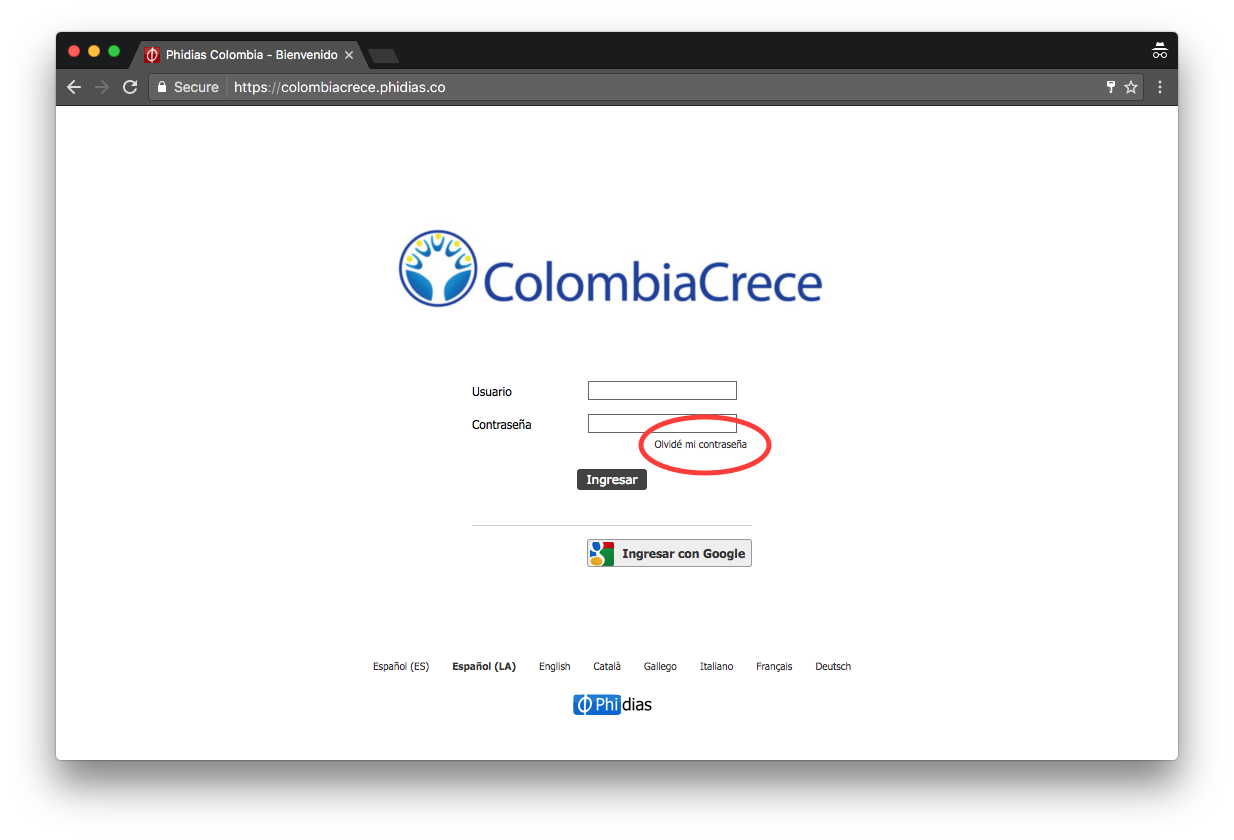 Phidias Colombia - Bienvenido
Secure https://colombiacrece.phidias.co
ColombiaCrece
Usuario
Contraseña
Olvidé mi contraseña
Ingresar
Ingresar con Google
Español (ES) Español (LA) English Català Gallego Italiano Français Deutsch
Phidias